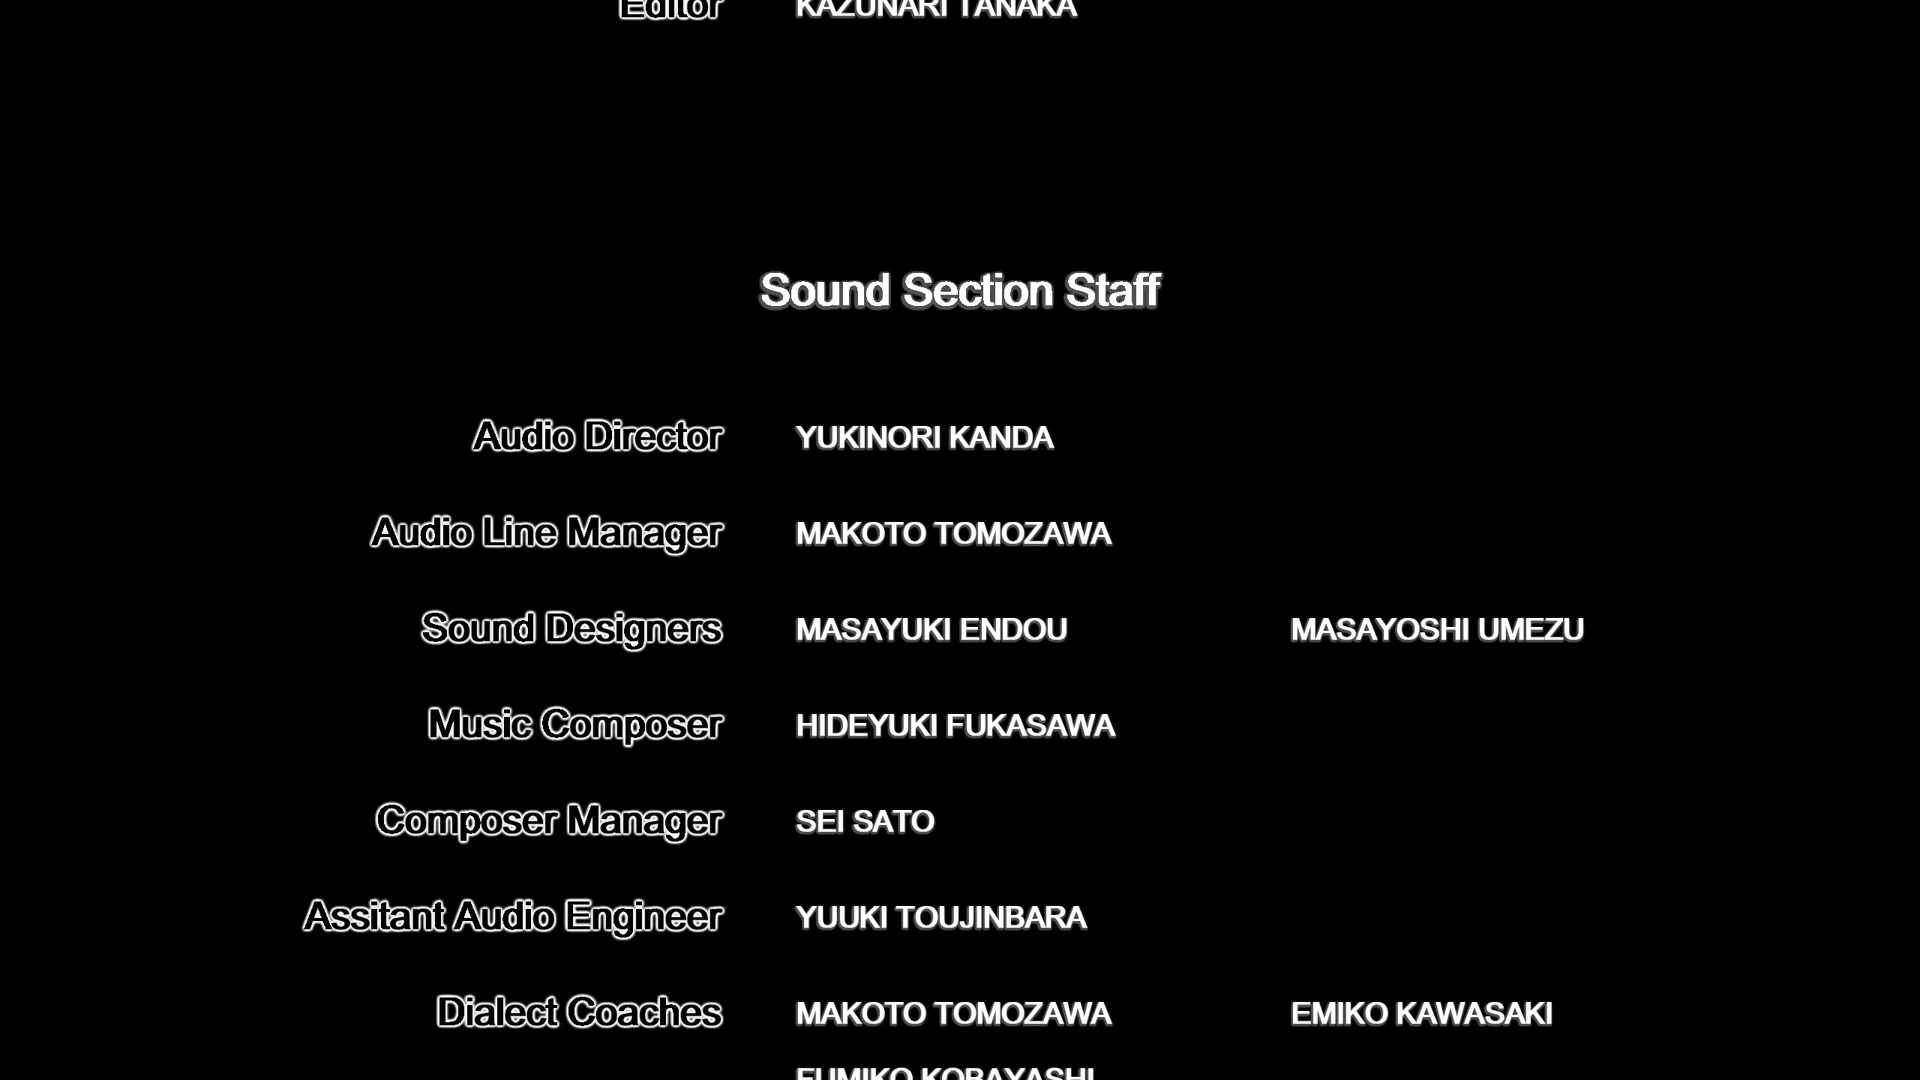 Editor KAZUNARI TANAKA
Sound Section Staff
Audio Director YUKINORI KANDA
Audio Line Manager MAKOTO TOMOZAWA
Sound Designers MASAYUKI ENDOU MASAYOSHI UMEZU
Music Composer HIDEYUKI FUKASAWA
Composer Manager SEI SATO
Assitant Audio Engineer YUUKI TOUJINBARA
Dialect Coaches MAKOTO TOMOZAWA EMIKO KAWASAKI
FUMIKO KOBAYASHI